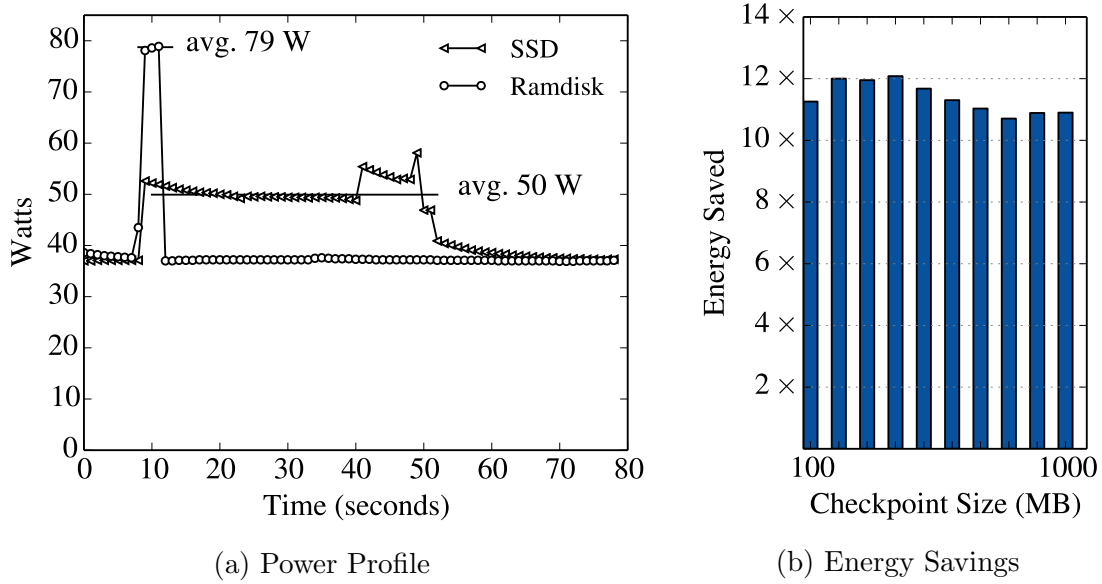 avg. 79 W
SSD
Ramdisk
avg. 50 W
Watts
80
70
60
50
40
30
20
10
0
0 10 20 30 40 50 60 70 80
Time (seconds)
(a) Power Profile
Energy Saved
14 ×
12 ×
10 ×
8 ×
6 ×
4 ×
2 ×
100 1000
Checkpoint Size (MB)
(b) Energy Savings